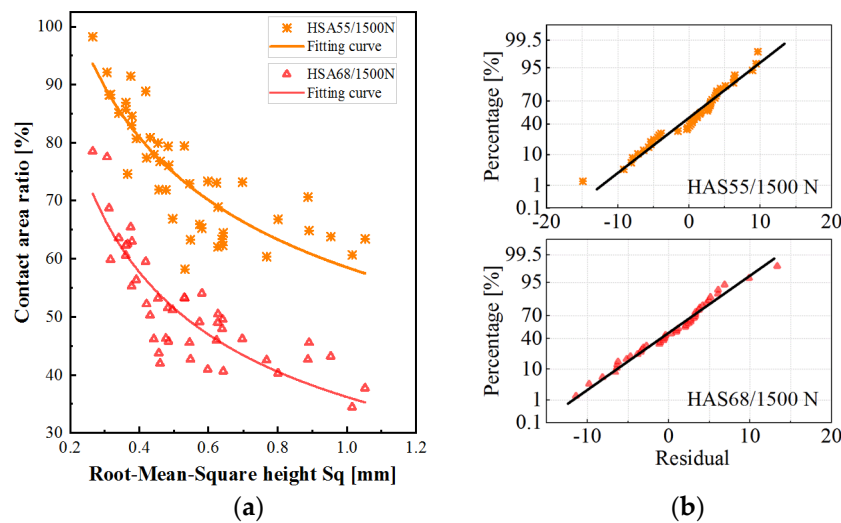 100
90
80
70
60
50
40
30
Contact area ratio [%]
HSA55/1500N
Fitting curve
HSA68/1500N
Fitting curve
0.2 0.4 0.6 0.8 1.0 1.2
Root-Mean-Square height Sq [mm]
(a)
99.5
95
70
40
10
1
0.1
Percentage [%]
HAS55/1500 N
-20 -10 0 10 20
99.5
95
70
40
10
1
0.1
Percentage [%]
HAS68/1500 N
-10 0 10 20
Residual
(b)